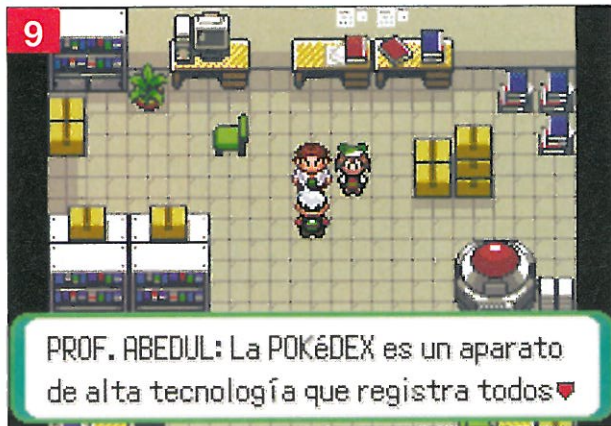 9
PROF. ABEDUL: La POKéDEX es un aparato
de alta tecnología que registra todos